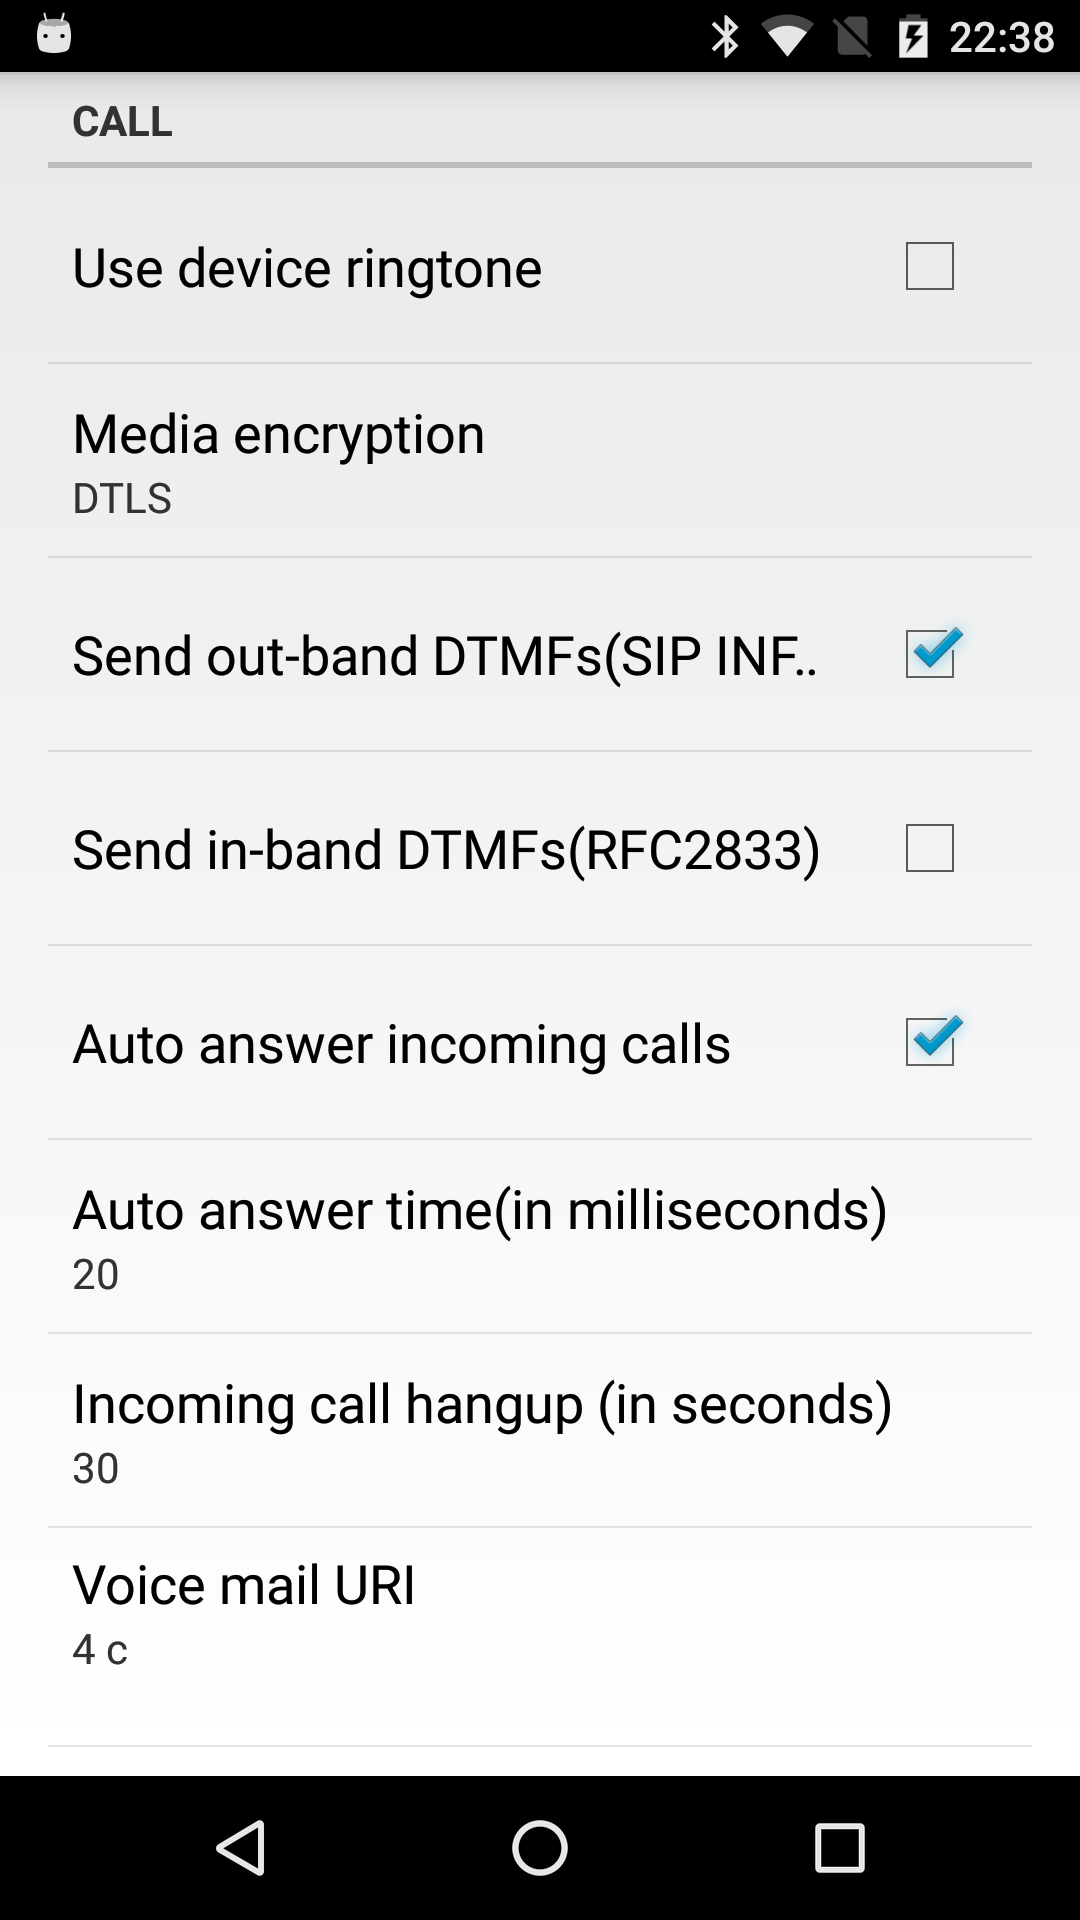 22:38
CALL
Use device ringtone
Media encryption
DTLS
Send out-band DTMFs(SIP INF..
Send in-band DTMFs(RFC2833)
Auto answer incoming calls
Auto answer time(in milliseconds)
20
Incoming call hangup (in seconds)
30
Voice mail URI
4 c